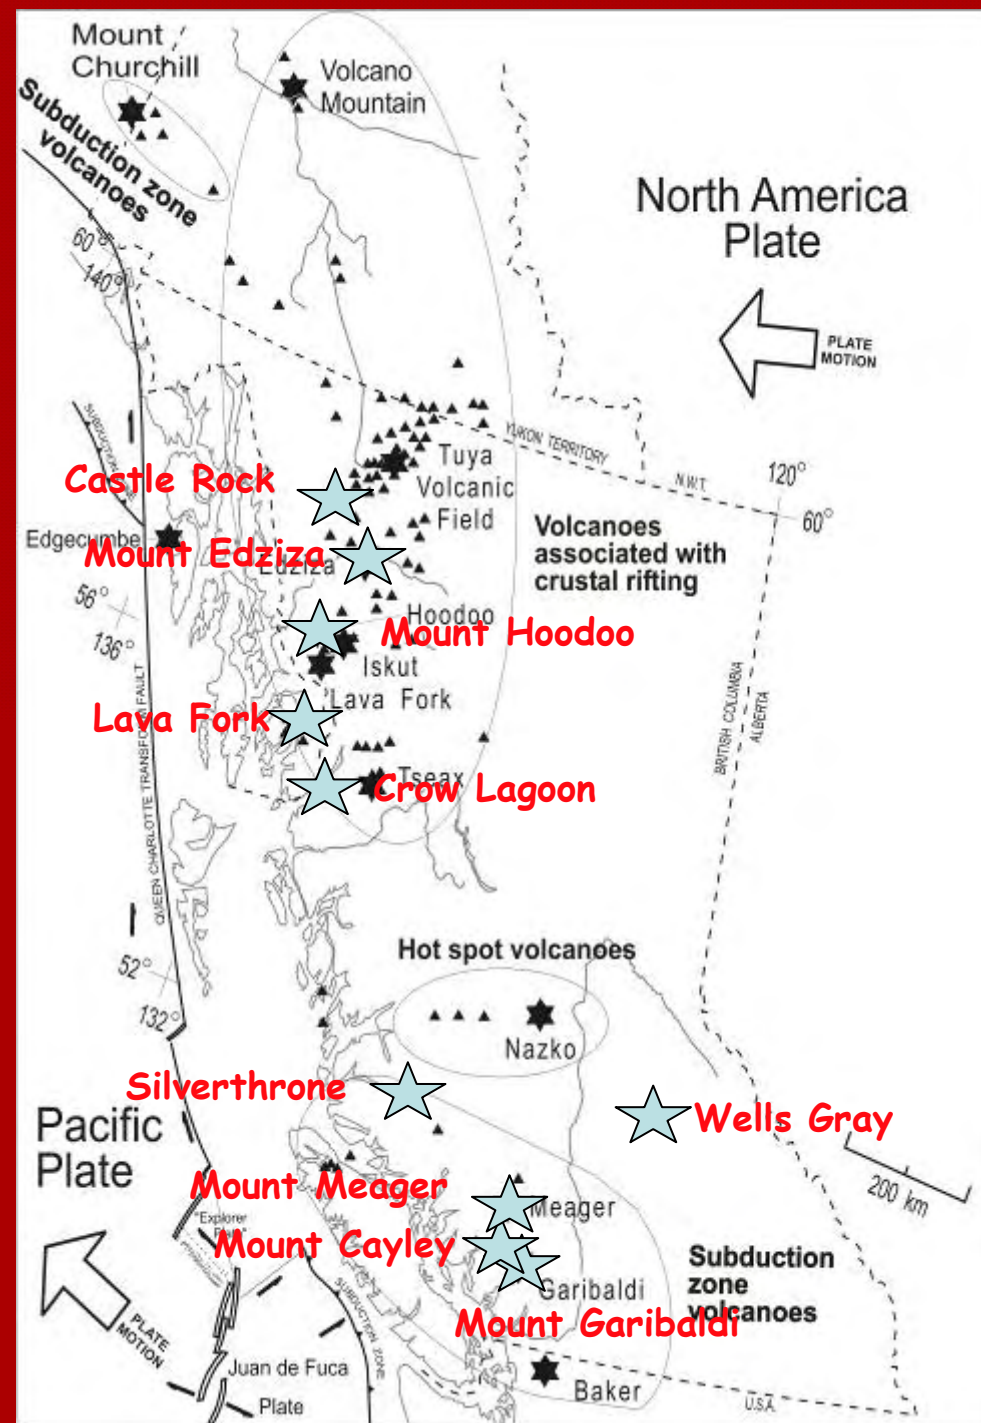 Mount
Churchill
Volcano
Mountain
Subduction zone
volcanoes
North America
Plate
60°
140°
PLATE
MOTION
SUBDUCTION ZONE
YUKON TERRITORY
N.W.T.
120°
60°
Tuya
Volcanic
Field
Castle Rock
Volcanoes
associated with
crustal rifting
Edgecumbe
Mount Edziza
Edziza
56°
136°
Hoodoo
Mount Hoodoo
Iskut
Lava Fork
Lava Fork
BRITISH COLUMBIA
ALBERTA
QUEEN CHARLOTTE TRANSFORM FAULT
Tseax
Crow Lagoon
Hot spot volcanoes
52°
132°
Nazko
Silverthrone
Pacific
Plate
Wells Gray
200 km
Mount Meager
Meager
"Explorer
Mount Cayley
Subduction
zone
volcanoes
Garibaldi
Mount Garibaldi
PLATE
MOTION
SUBDUCTION ZONE
Juan de Fuca
Plate
Baker
U.S.A.